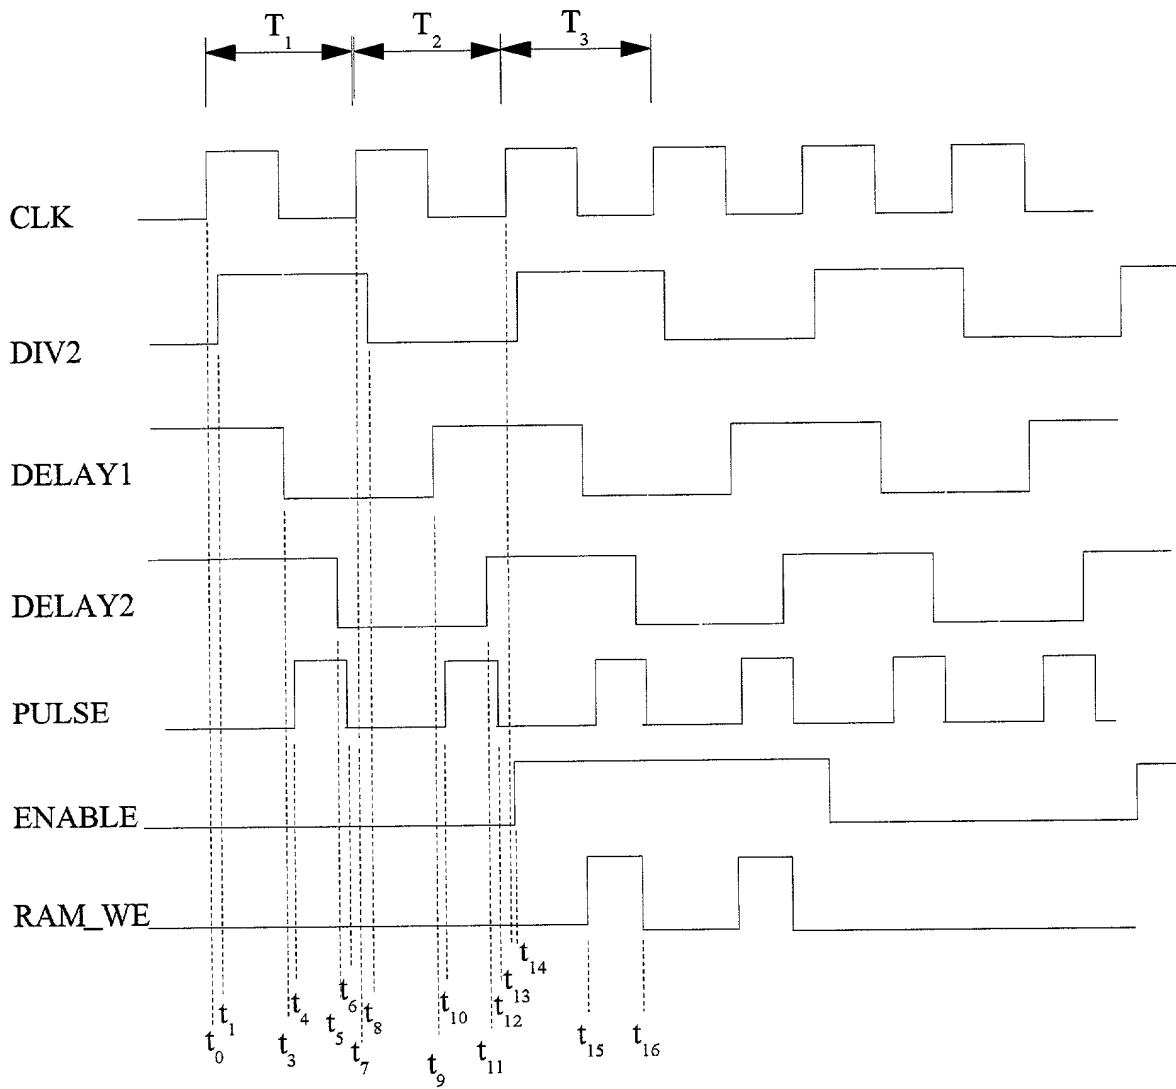 T₁ T₂ T₃
CLK
DIV2
DELAY1
DELAY2
PULSE
ENABLE
RAM_WE
t₀ t₁ t₃ t₄ t₅ t₆ t₇ t₈ t₉ t₁₀ t₁₁ t₁₂ t₁₃ t₁₄ t₁₅ t₁₆